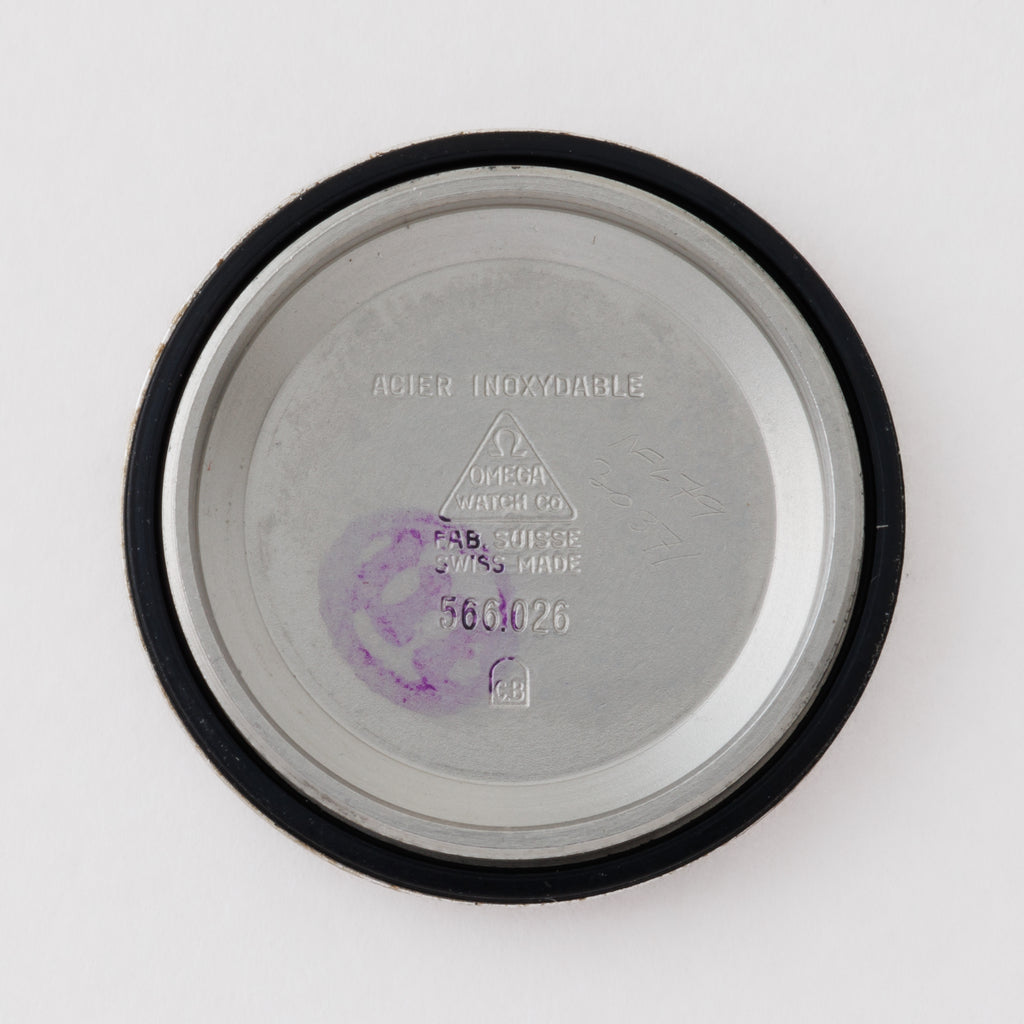 ACIER INOXYDABLE
Ω
OMEGA
WATCH CO
FAB. SUISSE
SWISS MADE
566.026
CB